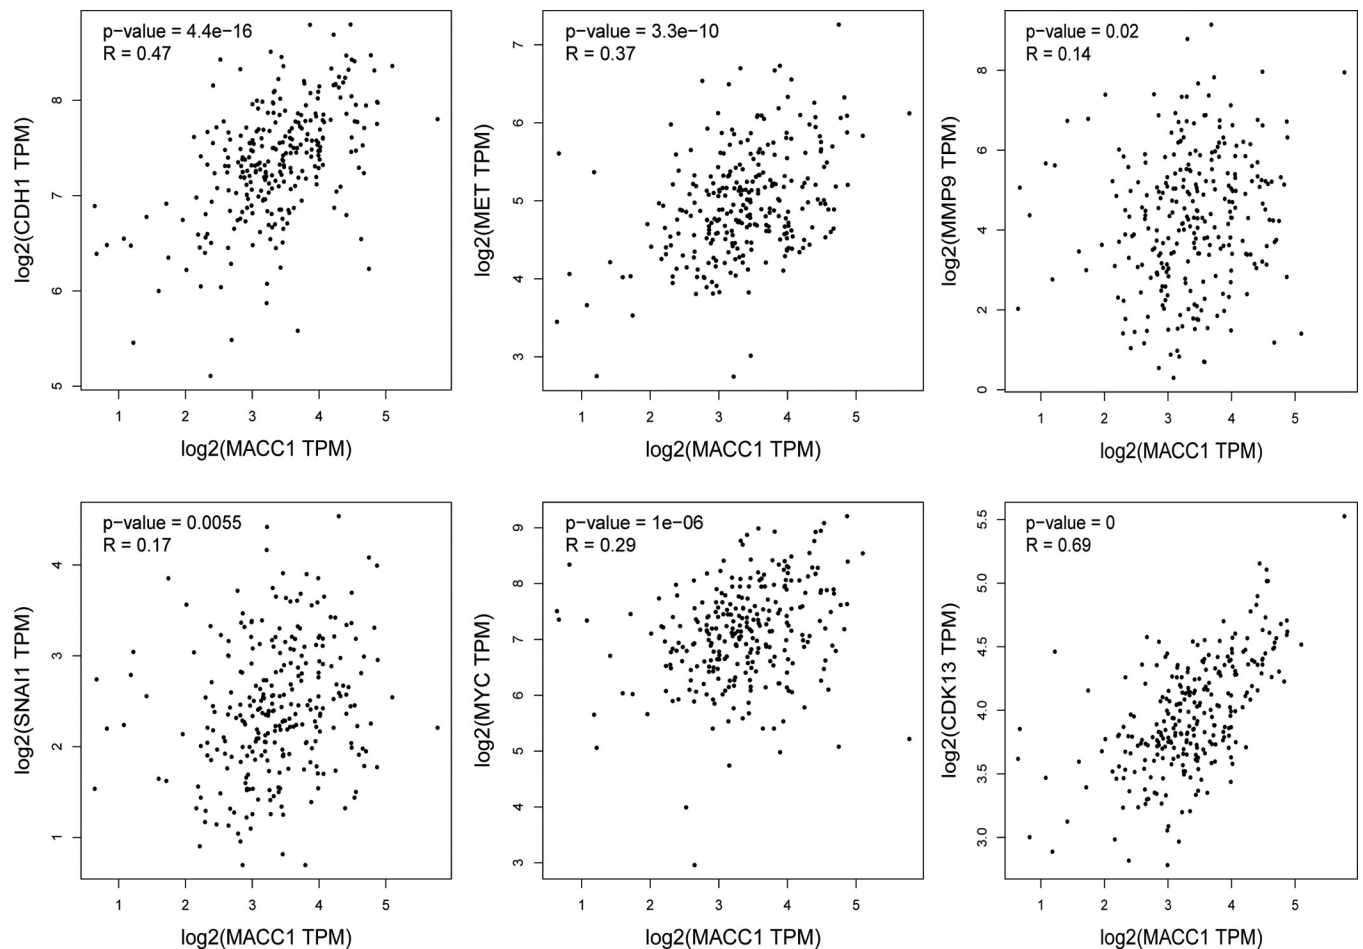 p−value = 4.4e−16
R = 0.47
log2(CDH1 TPM)
8
7
6
5
1 2 3 4 5
log2(MACC1 TPM)
p−value = 3.3e−10
R = 0.37
log2(MET TPM)
7
6
5
4
3
1 2 3 4 5
log2(MACC1 TPM)
p−value = 0.02
R = 0.14
log2(MMP9 TPM)
8
6
4
2
0
1 2 3 4 5
log2(MACC1 TPM)
p−value = 0.0055
R = 0.17
log2(SNAI1 TPM)
4
3
2
1
1 2 3 4 5
log2(MACC1 TPM)
p−value = 1e−06
R = 0.29
log2(MYC TPM)
9
8
7
6
5
4
3
1 2 3 4 5
log2(MACC1 TPM)
p−value = 0
R = 0.69
log2(CDK13 TPM)
5.5
5.0
4.5
4.0
3.5
3.0
1 2 3 4 5
log2(MACC1 TPM)